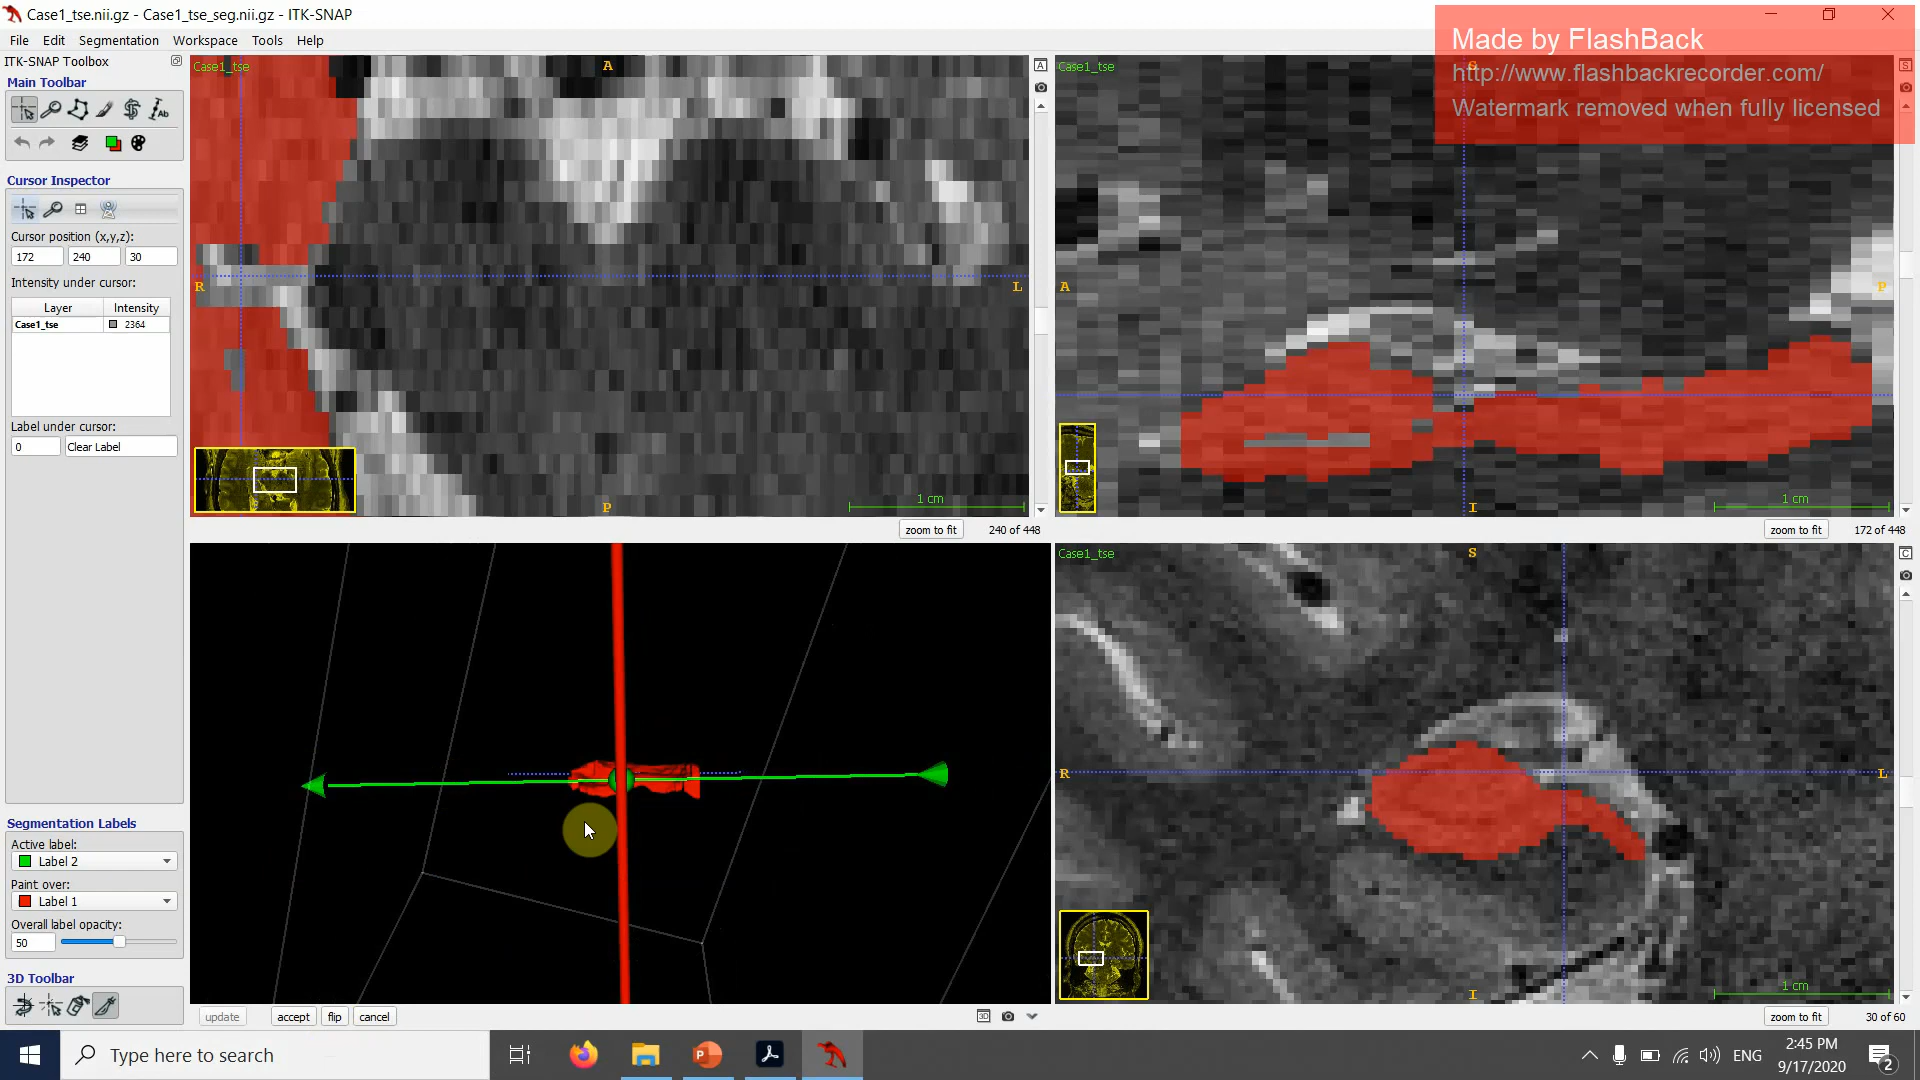 Case1_tse.nii.gz - Case1_tse_seg.nii.gz - ITK-SNAP
Made by FlashBack
http://www.flashbackrecorder.com/
Watermark removed when fully licensed
File Edit Segmentation Workspace Tools Help
ITK-SNAP Toolbox
Main Toolbar
Ab
Cursor Inspector
Cursor position (x,y,z):
172 240 30
Intensity under cursor:
Layer Intensity
Case1_tse 2364
Label under cursor:
0 Clear Label
Segmentation Labels
Active label:
Label 2
Paint over:
Label 1
Overall label opacity:
50
3D Toolbar
Case1_tse
A
A
R
L
P
1 cm
zoom to fit 240 of 448
Case1_tse
S
S
A
P
I
1 cm
zoom to fit 172 of 448
3D
update accept flip cancel
Case1_tse
S
C
R
L
I
1 cm
zoom to fit 30 of 60
Type here to search
P
ENG
2:45 PM
9/17/2020
2